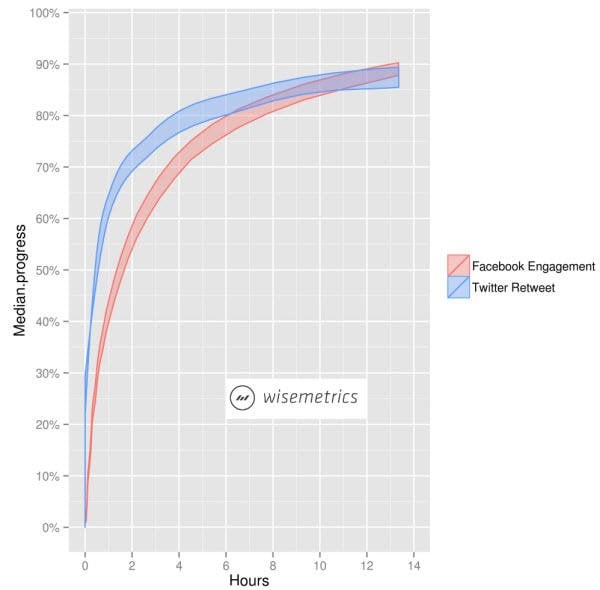 100%
90%
80%
70%
60%
50%
40%
30%
20%
10%
0%
Median.progress
0 2 4 6 8 10 12 14
Hours
Facebook Engagement
Twitter Retweet
wisemetrics